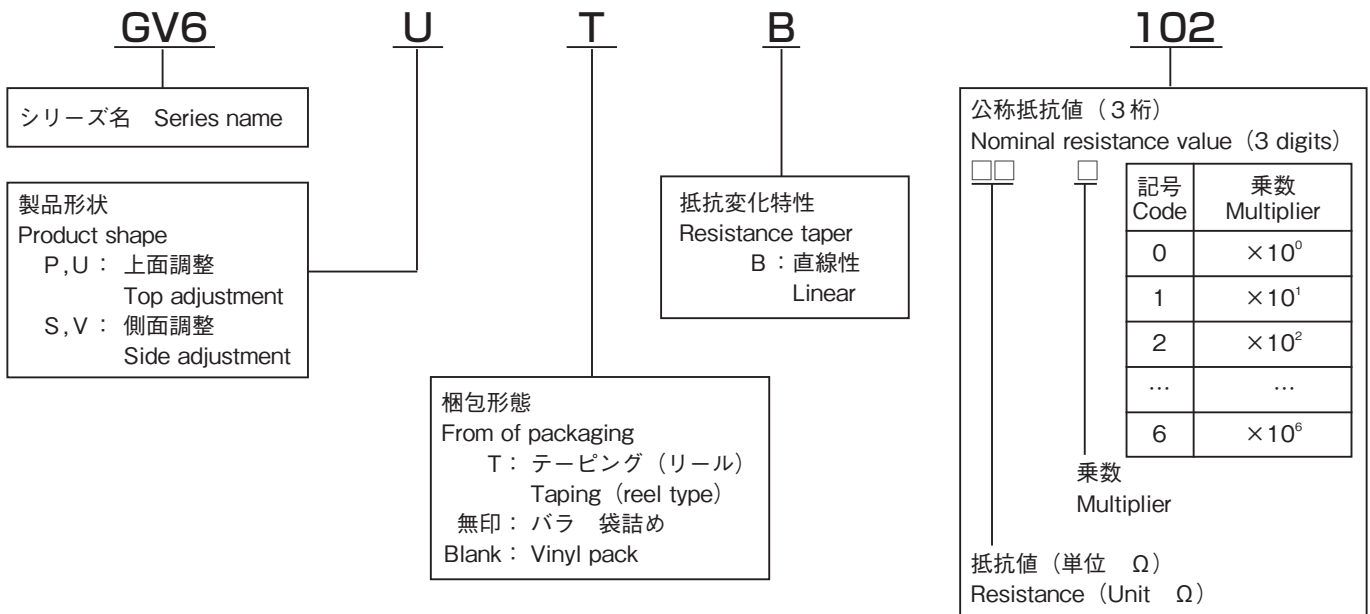 GV6 U T B 102
シリーズ名 Series name
製品形状
Product shape
P,U： 上面調整
Top adjustment
S,V： 側面調整
Side adjustment
梱包形態
From of packaging
T： テーピング（リール）
Taping（reel type）
無印： バラ 袋詰め
Blank： Vinyl pack
抵抗変化特性
Resistance taper
B：直線性
Linear
公称抵抗値（3桁）
Nominal resistance value（3 digits）
□□ □
記号 乗数
Code Multiplier
0 ×10⁰
1 ×10¹
2 ×10²
… …
6 ×10⁶
乗数
Multiplier
抵抗値（単位 Ω）
Resistance（Unit Ω）